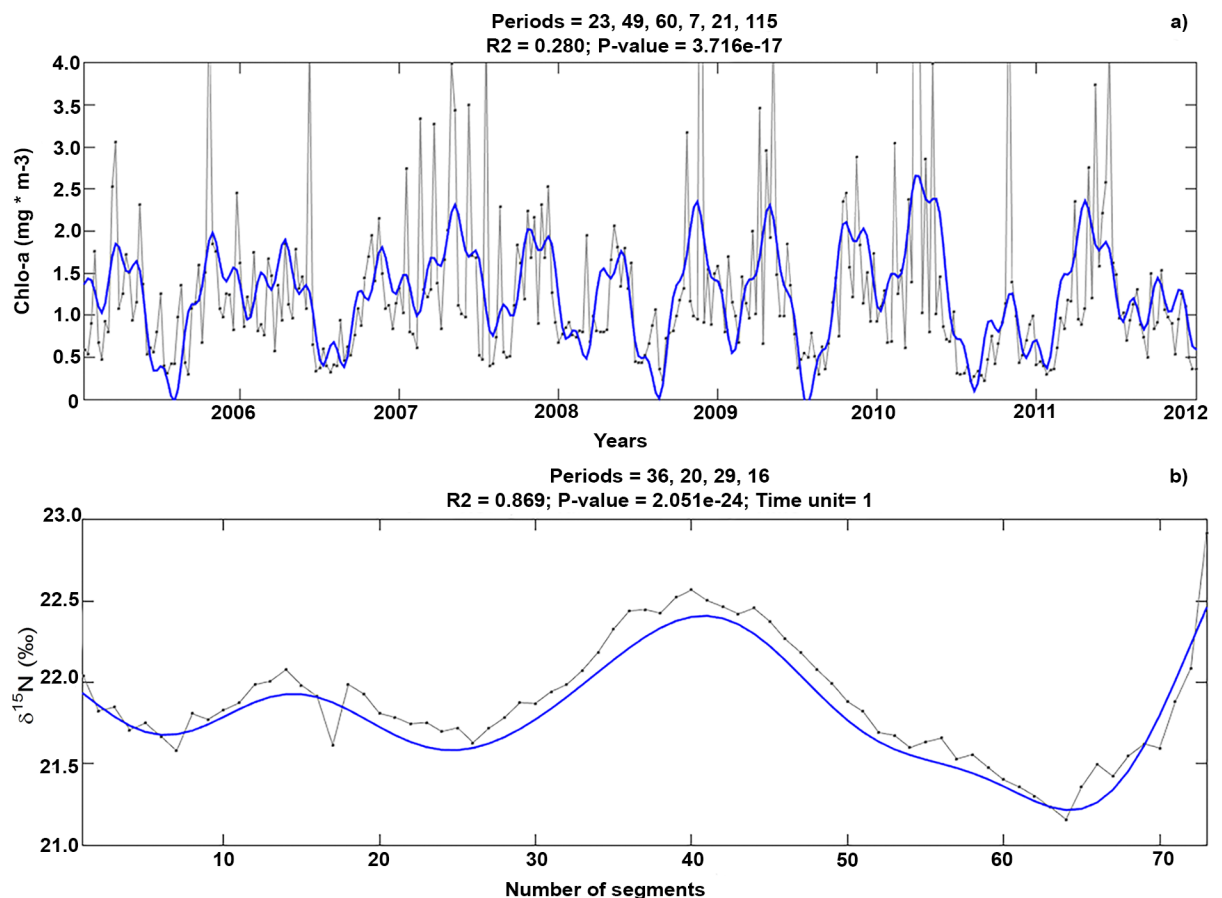 Periods = 23, 49, 60, 7, 21, 115
a)
R2 = 0.280; P-value = 3.716e-17
4.0
3.5
3.0
2.5
2.0
1.5
1.0
0.5
0
Chlo-a (mg * m-3)
2006 2007 2008 2009 2010 2011 2012
Years
Periods = 36, 20, 29, 16
b)
R2 = 0.869; P-value = 2.051e-24; Time unit= 1
23.0
22.5
22.0
21.5
21.0
δ15N (‰)
10 20 30 40 50 60 70
Number of segments